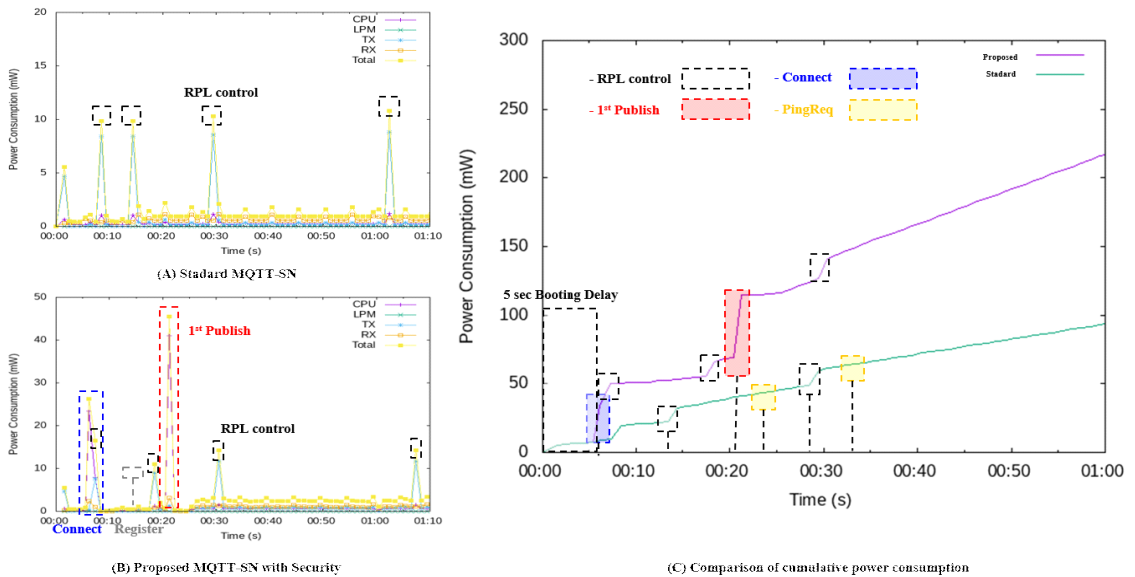 20
15
10
5
0
Power Consumption (mW)
CPU
LPM
TX
RX
Total
RPL control
00:00 00:10 00:20 00:30 00:40 00:50 01:00 01:10
Time (s)
(A) Stadard MQTT-SN
50
40
30
20
10
0
Power Consumption (mW)
CPU
LPM
TX
RX
Total
1st Publish
RPL control
00:00 00:10 00:20 00:30 00:40 00:50 01:00 01:10
Connect
Register
Time (s)
(B) Proposed MQTT-SN with Security
300
250
200
150
100
50
0
Power Consumption (mW)
Proposed
Stadard
- RPL control
- Connect
- 1st Publish
- PingReq
5 sec Booting Delay
00:00 00:10 00:20 00:30 00:40 00:50 01:00
Time (s)
(C) Comparison of cumulative power consumption